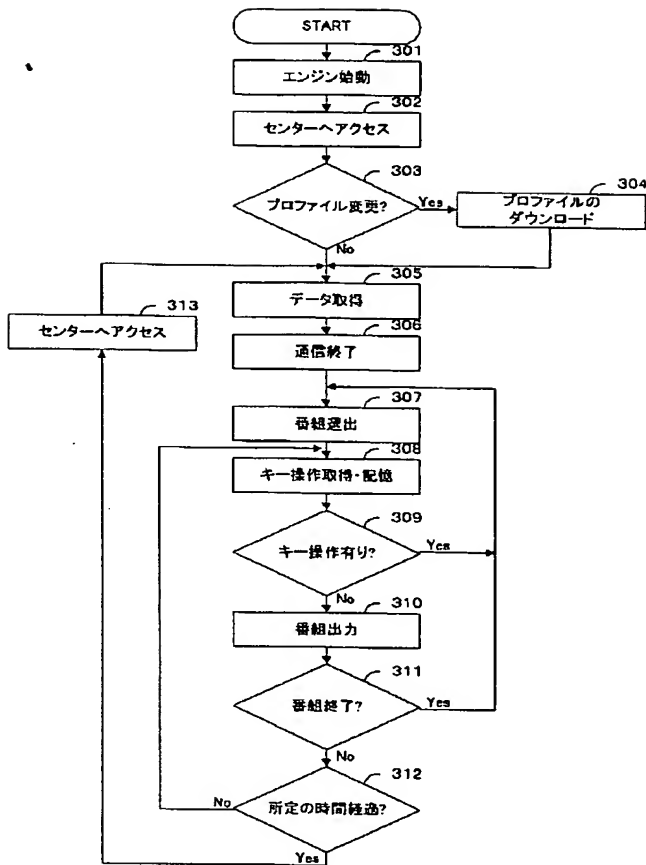 START
301
エンジン始動
302
センターへアクセス
303
プロファイル変更?
Yes
304
プロファイルの
ダウンロード
No
305
データ取得
313
センターへアクセス
306
通信終了
307
番組選出
308
キー操作取得・記憶
309
キー操作有り?
Yes
No
310
番組出力
311
番組終了?
Yes
No
312
所定の時間経過?
No
Yes